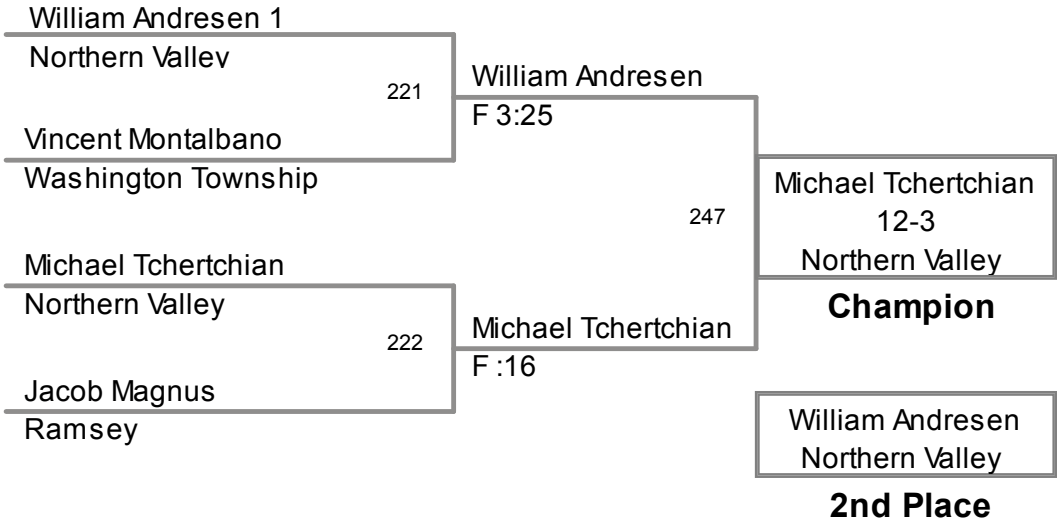 William Andresen 1
Northern Valley
221
William Andresen
F 3:25
Vincent Montalbano
Washington Township
Michael Tchertchian
12-3
Northern Valley
Champion
247
Michael Tchertchian
Northern Valley
222
Michael Tchertchian
F :16
Jacob Magnus
Ramsey
William Andresen
Northern Valley
2nd Place